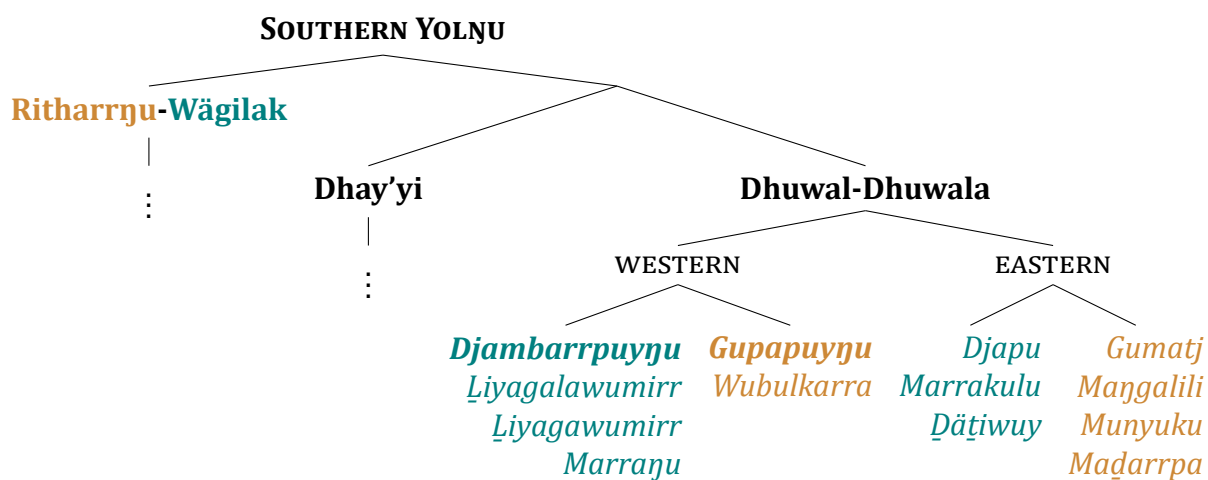 SOUTHERN YOLŊU
Ritharrŋu-Wägilak
⋮
Dhay’yi
⋮
Dhuwal-Dhuwala
WESTERN
EASTERN
Djambarrpuyŋu
Ḻiyagalawumirr
Ḻiyagawumirr
Marraŋu
Gupapuyŋu
Wubulkarra
Djapu
Marrakulu
Ḏäṯiwuy
Gumatj
Maŋgalili
Munyuku
Maḏarrpa